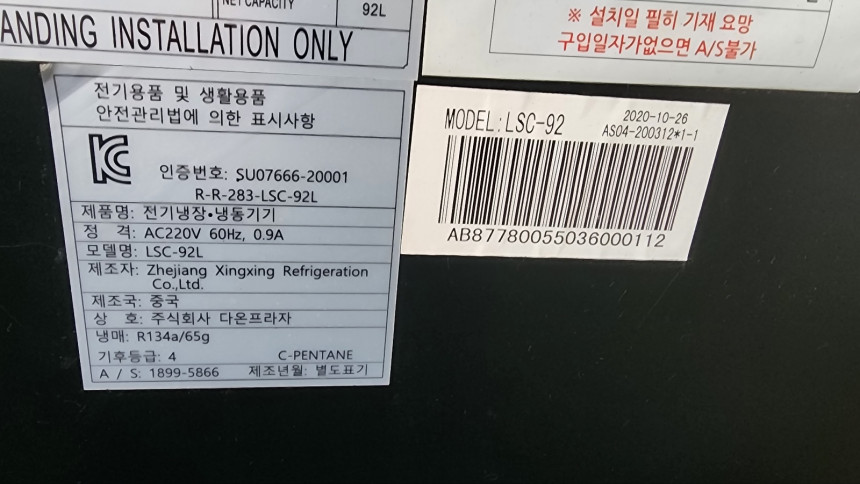 NET CAPACITY 92L
ANDING INSTALLATION ONLY
※ 설치일 필히 기재 요망
구입일자가없으면 A/S불가
전기용품 및 생활용품
안전관리법에 의한 표시사항
인증번호: SU07666-20001
R-R-283-LSC-92L
제품명: 전기냉장•냉동기기
정 격: AC220V 60Hz, 0.9A
모델명: LSC-92L
제조자: Zhejiang Xingxing Refrigeration
Co.,Ltd.
제조국: 중국
상 호: 주식회사 다온프라자
냉매: R134a/65g
기후등급: 4 C-PENTANE
A / S: 1899-5866 제조년월: 별도표기
MODEL: LSC-92
2020-10-26
AS04-200312*1-1
AB87780055036000112